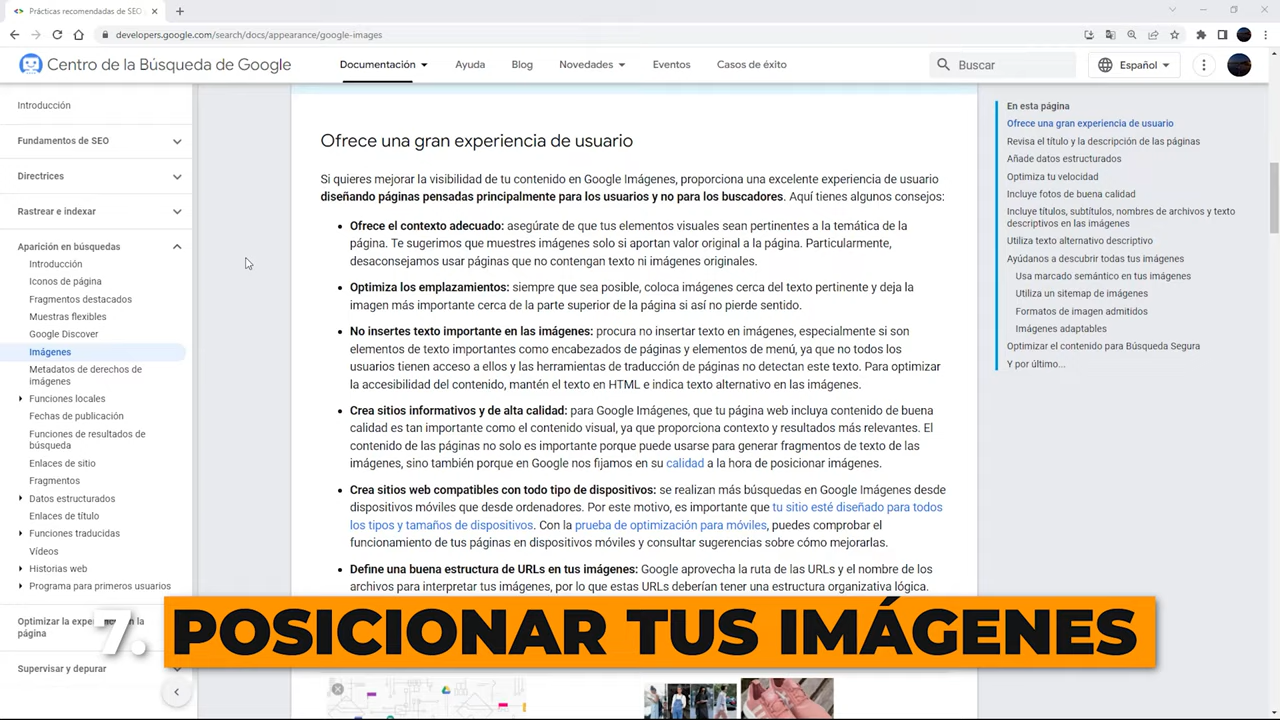 Prácticas recomendadas de SEO
developers.google.com/search/docs/appearance/google-images
Centro de la Búsqueda de Google
Documentación
Ayuda
Blog
Novedades
Eventos
Casos de éxito
Buscar
Español
Introducción
Fundamentos de SEO
Directrices
Rastrear e indexar
Aparición en búsquedas
Introducción
Iconos de página
Fragmentos destacados
Muestras flexibles
Google Discover
Imágenes
Metadatos de derechos de
imágenes
Funciones locales
Fechas de publicación
Funciones de resultados de
búsqueda
Enlaces de sitio
Fragmentos
Datos estructurados
Enlaces de título
Funciones traducidas
Vídeos
Historias web
Programa para primeros usuarios
Optimizar la la
página
Supervisar y depurar
Ofrece una gran experiencia de usuario
Si quieres mejorar la visibilidad de tu contenido en Google Imágenes, proporciona una excelente experiencia de usuario
diseñando páginas pensadas principalmente para los usuarios y no para los buscadores. Aquí tienes algunos consejos:
• Ofrece el contexto adecuado: asegúrate de que tus elementos visuales sean pertinentes a la temática de la
página. Te sugerimos que muestres imágenes solo si aportan valor original a la página. Particularmente,
desaconsejamos usar páginas que no contengan texto ni imágenes originales.
• Optimiza los emplazamientos: siempre que sea posible, coloca imágenes cerca del texto pertinente y deja la
imagen más importante cerca de la parte superior de la página si así no pierde sentido.
• No insertes texto importante en las imágenes: procura no insertar texto en imágenes, especialmente si son
elementos de texto importantes como encabezados de páginas y elementos de menú, ya que no todos los
usuarios tienen acceso a ellos y las herramientas de traducción de páginas no detectan este texto. Para optimizar
la accesibilidad del contenido, mantén el texto en HTML e indica texto alternativo en las imágenes.
• Crea sitios informativos y de alta calidad: para Google Imágenes, que tu página web incluya contenido de buena
calidad es tan importante como el contenido visual, ya que proporciona contexto y resultados más relevantes. El
contenido de las páginas no solo es importante porque puede usarse para generar fragmentos de texto de las
imágenes, sino también porque en Google nos fijamos en su calidad a la hora de posicionar imágenes.
• Crea sitios web compatibles con todo tipo de dispositivos: se realizan más búsquedas en Google Imágenes desde
dispositivos móviles que desde ordenadores. Por este motivo, es importante que tu sitio esté diseñado para todos
los tipos y tamaños de dispositivos. Con la prueba de optimización para móviles, puedes comprobar el
funcionamiento de tus páginas en dispositivos móviles y consultar sugerencias sobre cómo mejorarlas.
• Define una buena estructura de URLs en tus imágenes: Google aprovecha la ruta de las URLs y el nombre de los
archivos para interpretar tus imágenes, por lo que estas URLs deberían tener una estructura organizativa lógica.
En esta página
Ofrece una gran experiencia de usuario
Revisa el título y la descripción de las páginas
Añade datos estructurados
Optimiza tu velocidad
Incluye fotos de buena calidad
Incluye títulos, subtítulos, nombres de archivos y texto
descriptivos en las imágenes
Utiliza texto alternativo descriptivo
Ayúdanos a descubrir todas tus imágenes
Usa marcado semántico en tus imágenes
Utiliza un sitemap de imágenes
Formatos de imagen admitidos
Imágenes adaptables
Optimizar el contenido para Búsqueda Segura
Y por último...
7. POSICIONAR TUS IMÁGENES